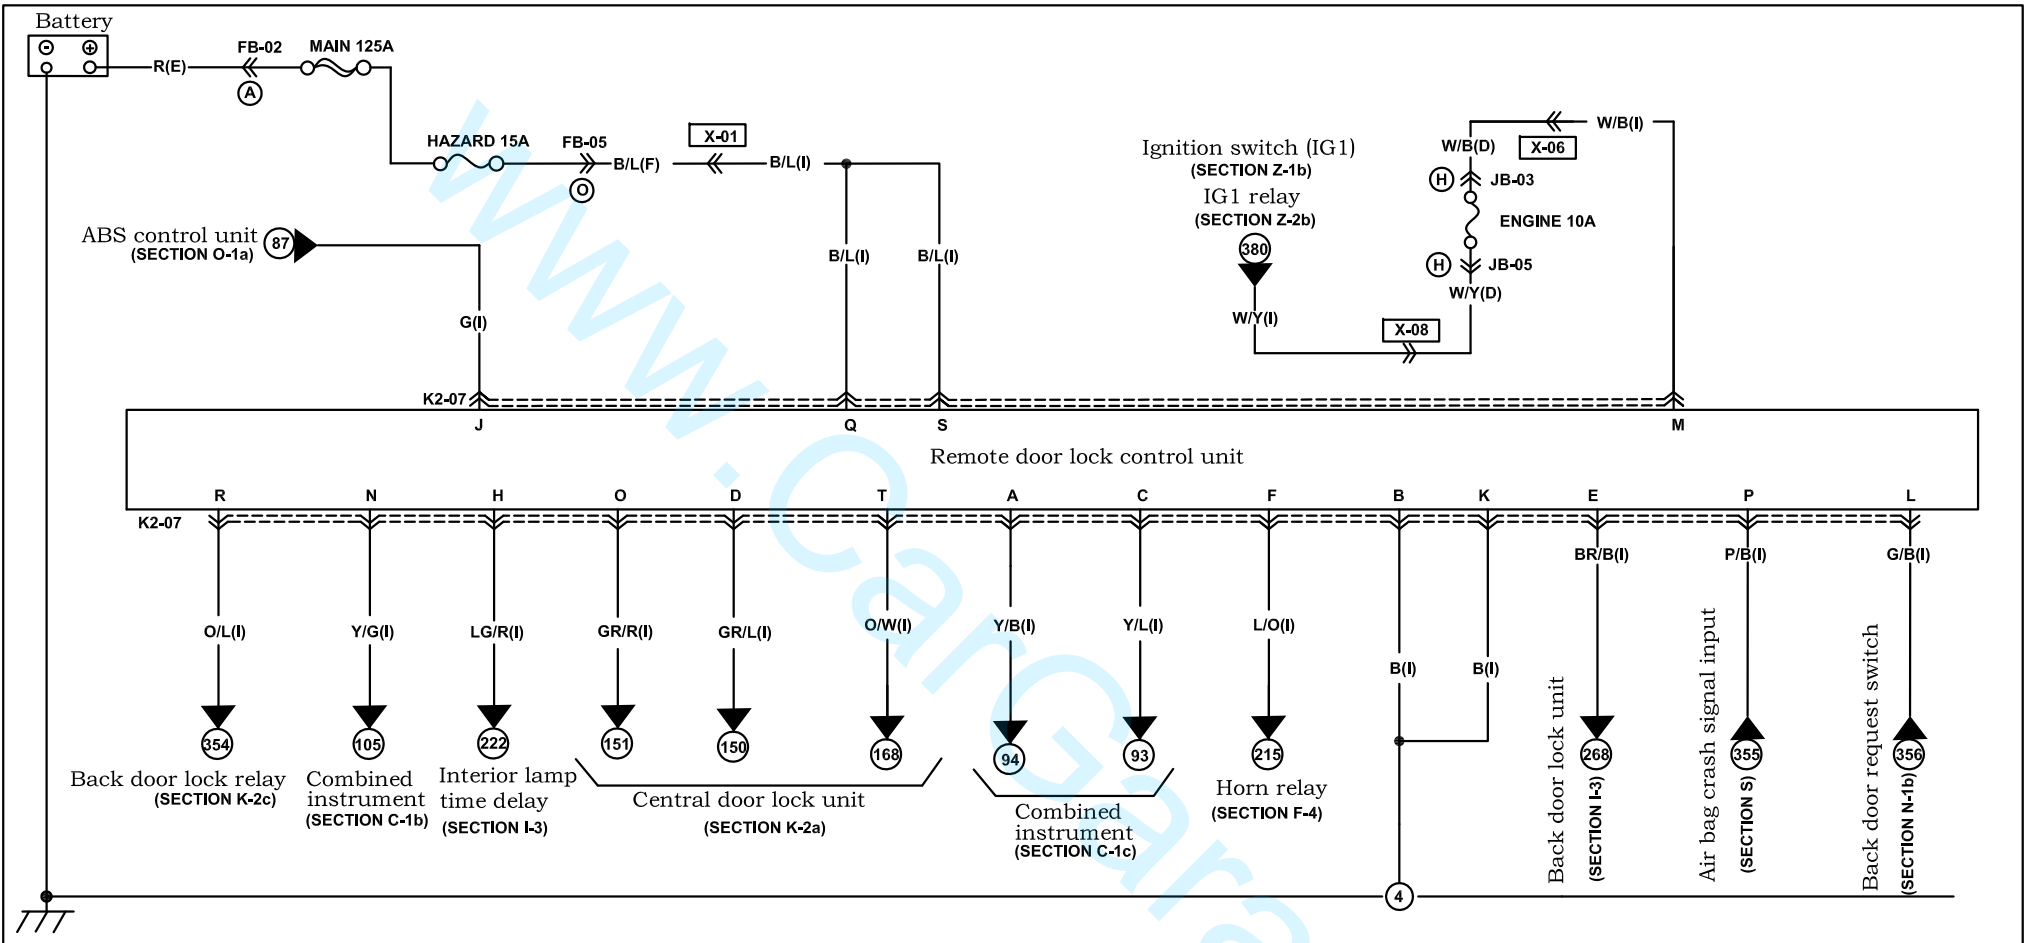 Battery
- +
R(E)
FB-02
A
MAIN 125A
HAZARD 15A
FB-05
O
B/L(F)
X-01
B/L(I)
B/L(I)
B/L(I)
ABS control unit
(SECTION O-1a)
87
G(I)
Ignition switch (IG1)
(SECTION Z-1b)
IG1 relay
(SECTION Z-2b)
380
W/Y(I)
X-08
W/Y(D)
H JB-05
ENGINE 10A
H JB-03
W/B(D)
X-06
W/B(I)
K2-07
J Q S M
Remote door lock control unit
R N H O D T A C F B K E P L
K2-07
BR/B(I) P/B(I) G/B(I)
O/L(I) Y/G(I) LG/R(I) GR/R(I) GR/L(I) O/W(I) Y/B(I) Y/L(I) L/O(I)
B(I) B(I)
354 105 222 151 150 168 94 93 215 268 355 356
Back door lock relay
(SECTION K-2c)
Combined
instrument
(SECTION C-1b)
Interior lamp
time delay
(SECTION I-3)
Central door lock unit
(SECTION K-2a)
Combined
instrument
(SECTION C-1c)
Horn relay
(SECTION F-4)
Back door lock unit
(SECTION I-3)
Air bag crash signal input
(SECTION S)
Back door request switch
(SECTION N-1b)
4
www.CarGara